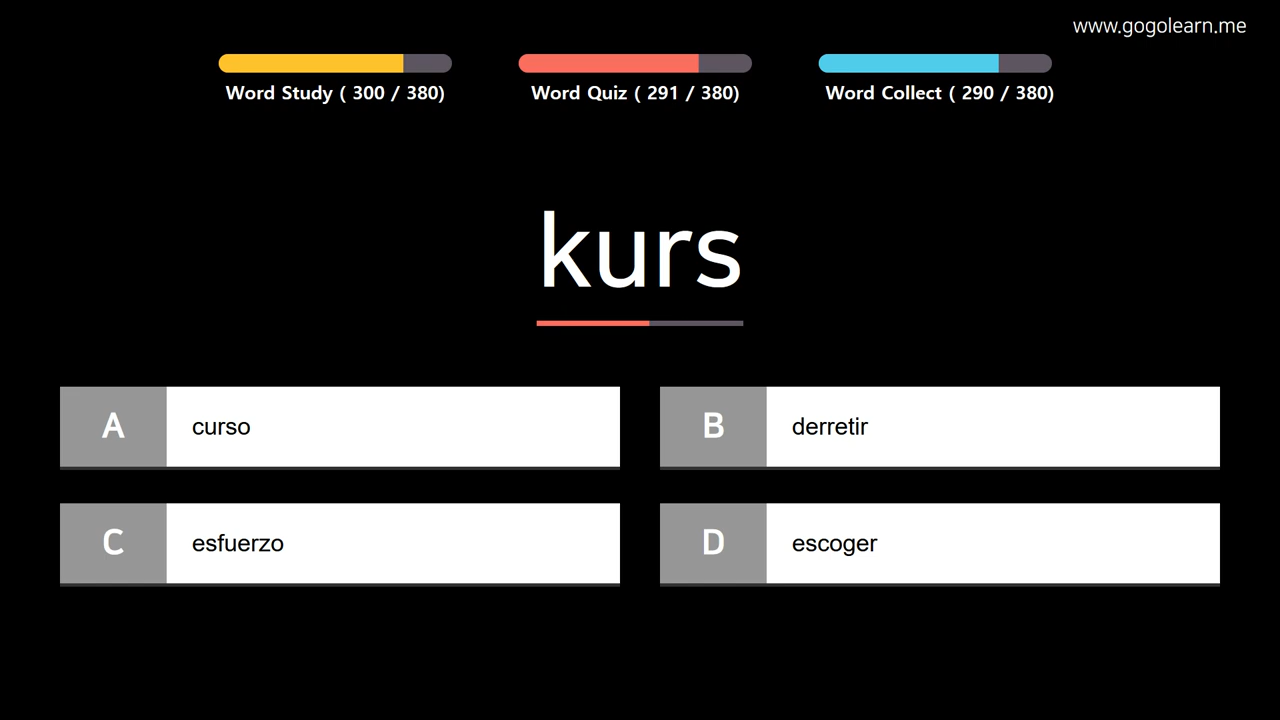 www.gogolearn.me
Word Study ( 300 / 380)
Word Quiz ( 291 / 380)
Word Collect ( 290 / 380)
kurs
A curso
B derretir
C esfuerzo
D escoger